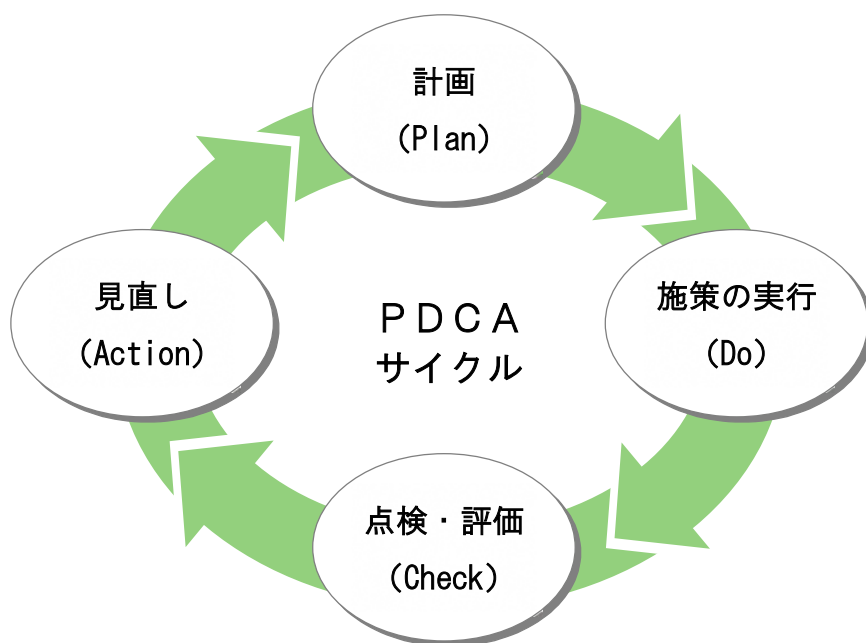 計画
(Plan)
施策の実行
(Do)
点検・評価
(Check)
見直し
(Action)
ＰＤＣＡ
サイクル